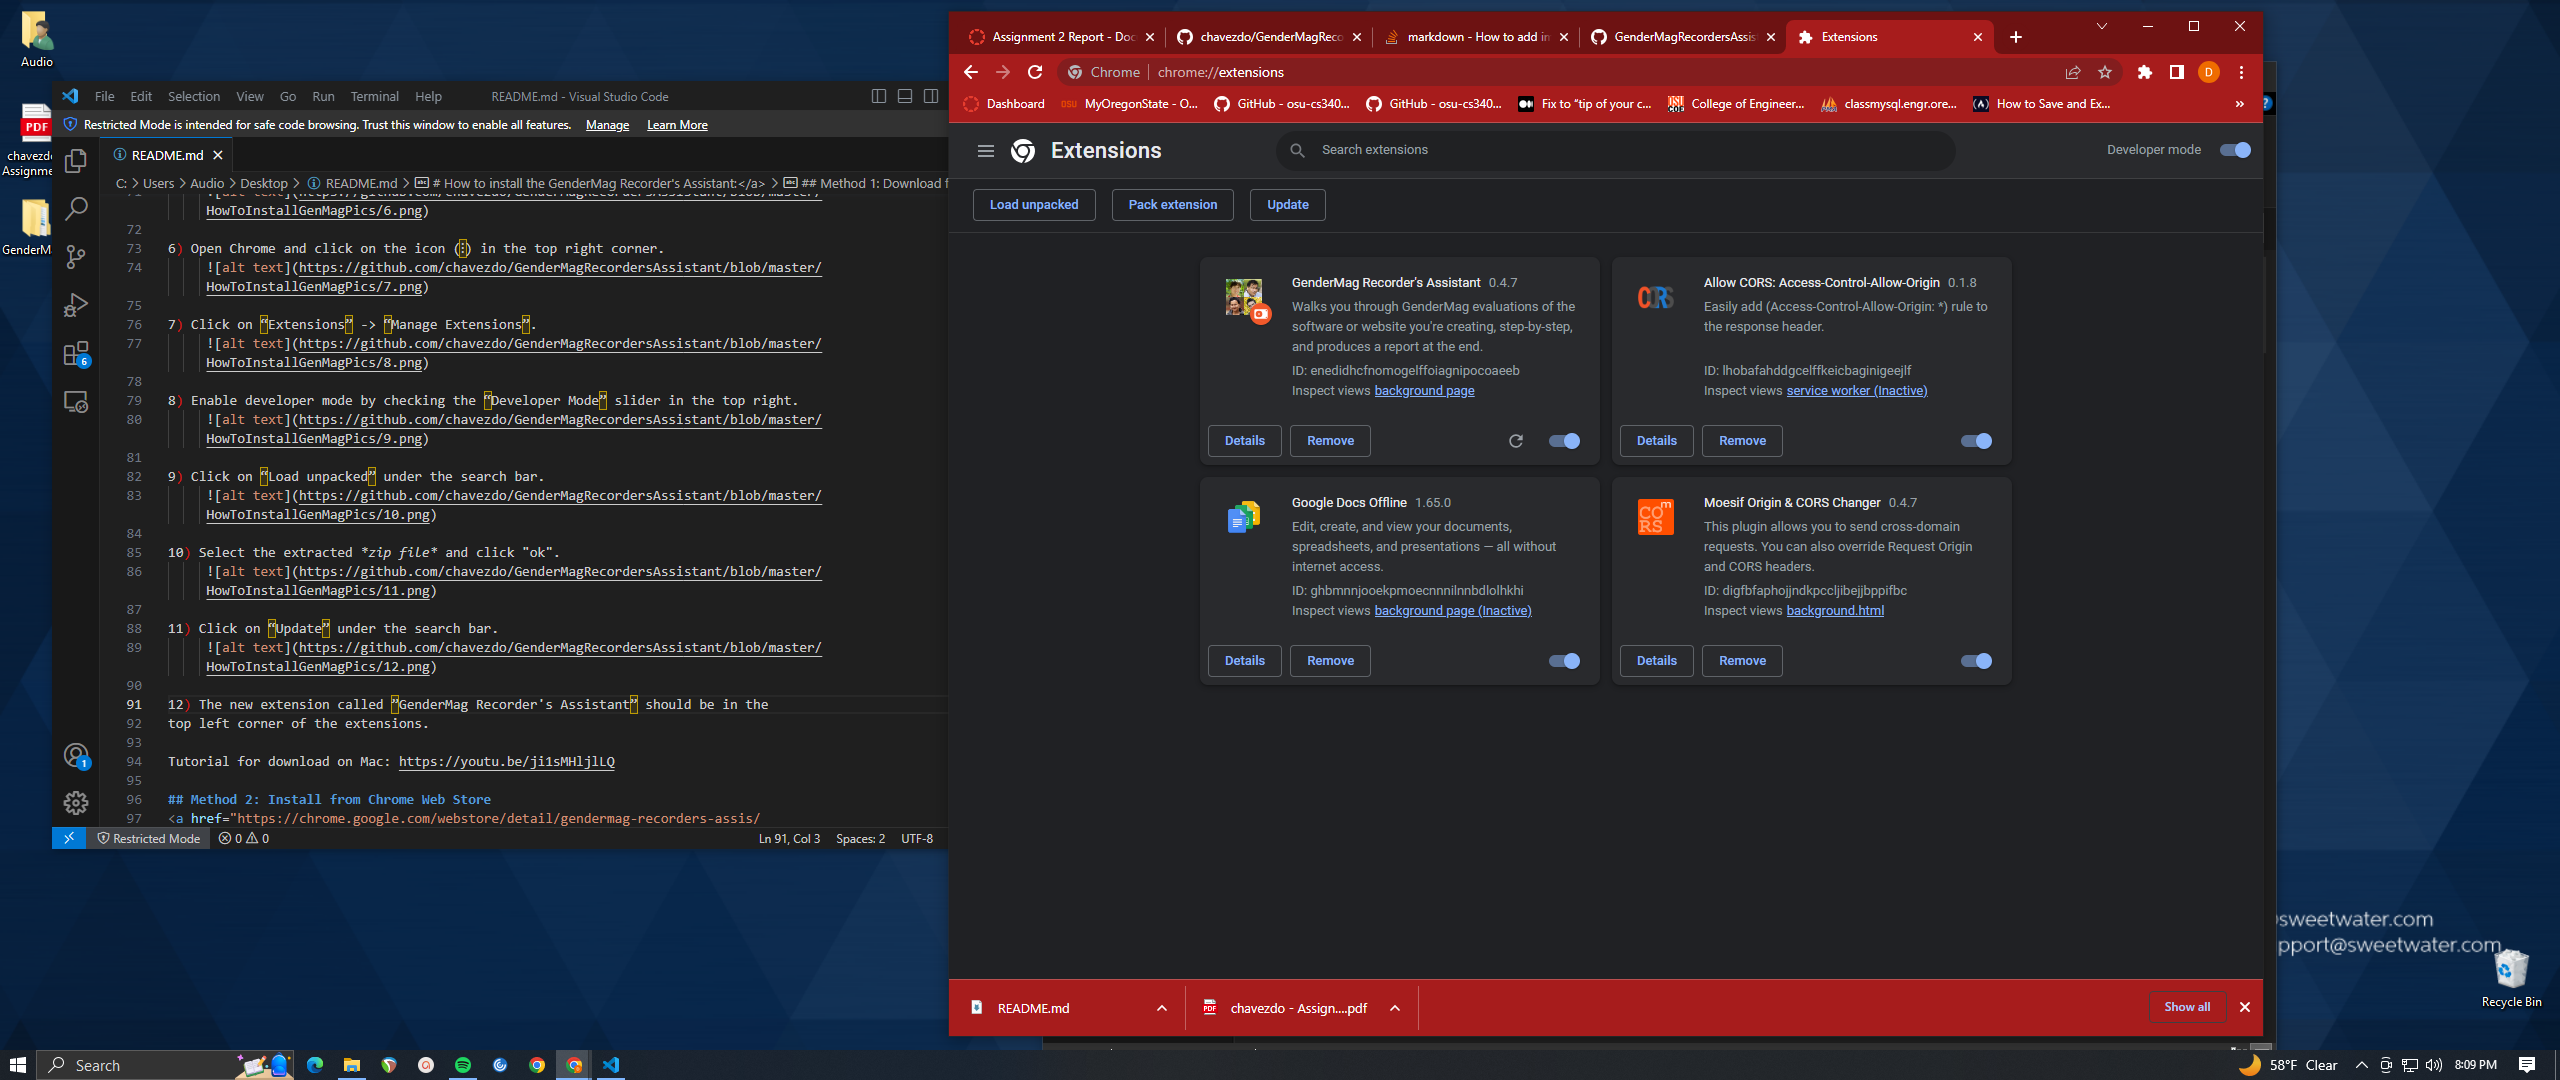 Audio
chavezdo
Assignme
GenderM
File Edit Selection View Go Run Terminal Help
README.md - Visual Studio Code
Restricted Mode is intended for safe code browsing. Trust this window to enable all features. Manage Learn More
README.md
C: > Users > Audio > Desktop > README.md > # How to install the GenderMag Recorder's Assistant:</a> > ## Method 1: Download f
HowToInstallGenMagPics/6.png)
72
73 6) Open Chrome and click on the icon (⋮) in the top right corner.
74 ![alt text](https://github.com/chavezdo/GenderMagRecordersAssistant/blob/master/
HowToInstallGenMagPics/7.png)
75
76 7) Click on “Extensions” -> “Manage Extensions”.
77 ![alt text](https://github.com/chavezdo/GenderMagRecordersAssistant/blob/master/
HowToInstallGenMagPics/8.png)
78
79 8) Enable developer mode by checking the “Developer Mode” slider in the top right.
80 ![alt text](https://github.com/chavezdo/GenderMagRecordersAssistant/blob/master/
HowToInstallGenMagPics/9.png)
81
82 9) Click on “Load unpacked” under the search bar.
83 ![alt text](https://github.com/chavezdo/GenderMagRecordersAssistant/blob/master/
HowToInstallGenMagPics/10.png)
84
85 10) Select the extracted *zip file* and click "ok".
86 ![alt text](https://github.com/chavezdo/GenderMagRecordersAssistant/blob/master/
HowToInstallGenMagPics/11.png)
87
88 11) Click on “Update” under the search bar.
89 ![alt text](https://github.com/chavezdo/GenderMagRecordersAssistant/blob/master/
HowToInstallGenMagPics/12.png)
90
91 12) The new extension called ”GenderMag Recorder's Assistant” should be in the
92 top left corner of the extensions.
93
94 Tutorial for download on Mac: https://youtu.be/ji1sMHljlLQ
95
96 ## Method 2: Install from Chrome Web Store
97 <a href="https://chrome.google.com/webstore/detail/gendermag-recorders-assis/
6
1
Restricted Mode 0 0 Ln 91, Col 3 Spaces: 2 UTF-8
Assignment 2 Report - Doc
chavezdo/GenderMagReco
markdown - How to add im
GenderMagRecordersAssis
Extensions
Chrome | chrome://extensions
D
Dashboard
OSU MyOregonState - O...
GitHub - osu-cs340...
GitHub - osu-cs340...
Fix to “tip of your c...
College of Engineer...
classmysql.engr.ore...
How to Save and Ex...
»
Extensions
Search extensions
Developer mode
Load unpacked
Pack extension
Update
GenderMag Recorder's Assistant 0.4.7
Walks you through GenderMag evaluations of the
software or website you're creating, step-by-step,
and produces a report at the end.
ID: enedidhcfnomogelffoiagnipocoaeeb
Inspect views background page
Details Remove
CORS
Allow CORS: Access-Control-Allow-Origin 0.1.8
Easily add (Access-Control-Allow-Origin: *) rule to
the response header.
ID: lhobafahddgcelffkeicbaginigeejlf
Inspect views service worker (Inactive)
Details Remove
Google Docs Offline 1.65.0
Edit, create, and view your documents,
spreadsheets, and presentations — all without
internet access.
ID: ghbmnnjooekpmoecnnnilnnbdlolhkhi
Inspect views background page (Inactive)
Details Remove
CORS m
Moesif Origin & CORS Changer 0.4.7
This plugin allows you to send cross-domain
requests. You can also override Request Origin
and CORS headers.
ID: digfbfaphojjndkpccljibejjbppifbc
Inspect views background.html
Details Remove
README.md
chavezdo - Assign....pdf
Show all
sweetwater.com
pport@sweetwater.com
Recycle Bin
Search
58°F Clear
8:09 PM